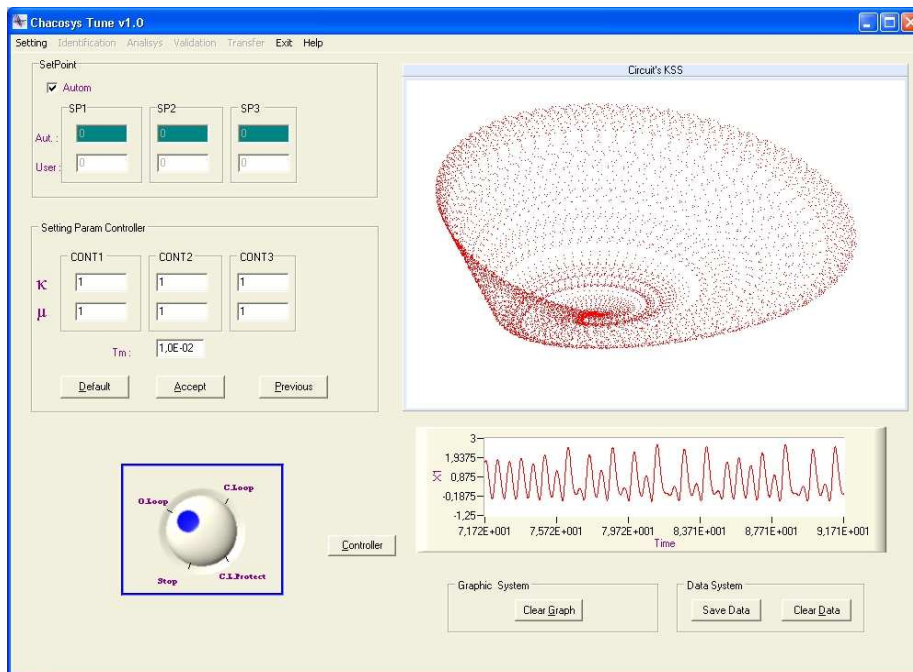 Chacosys Tune v1.0
Setting Identification Analisys Validation Transfer Exit Help
SetPoint
Autom
SP1 SP2 SP3
Aut. : 0 0 0
User : 0 0 0
Setting Param Controller
CONT1 CONT2 CONT3
κ 1 1 1
μ 1 1 1
Tm : 1,0E-02
Default Accept Previous
O.Loop C.Loop
Stop C.L.Protect
Controller
Circuit's KSS
X1
3
1,9375
0,875
-0,1875
-1,25
7,172E+001 7,572E+001 7,972E+001 8,371E+001 8,771E+001 9,171E+001
Time
Graphic System
Clear Graph
Data System
Save Data Clear Data